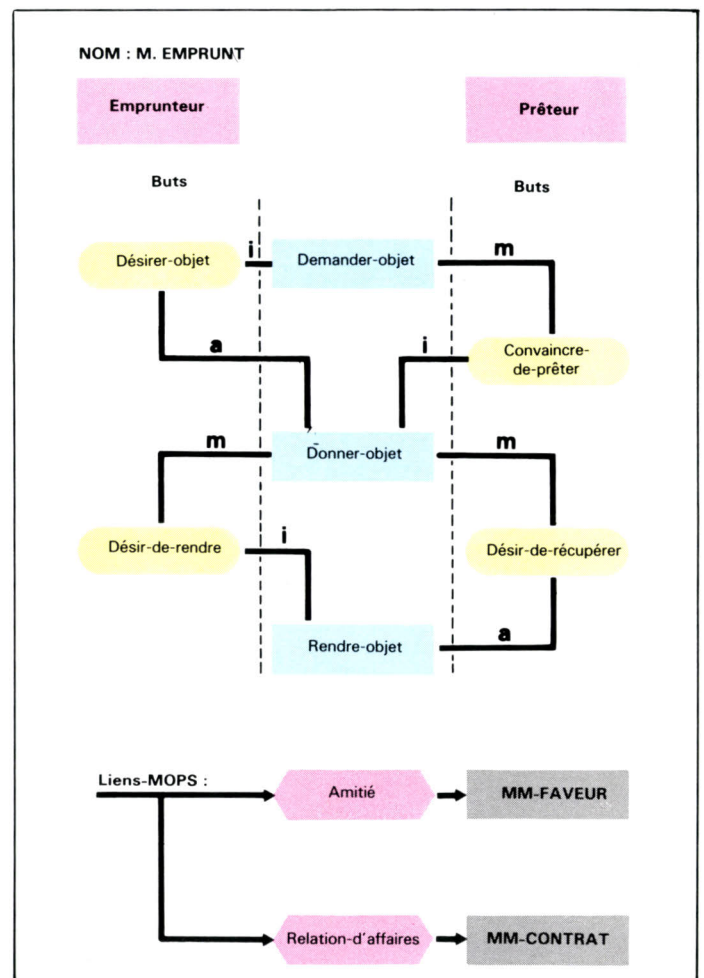 NOM : M. EMPRUNT
Emprunteur
Prêteur
Buts
Buts
Désirer-objet
i
Demander-objet
m
a
i
Convaincre-
de-prêter
m
Donner-objet
m
Désir-de-rendre
i
Désir-de-récupérer
Rendre-objet
a
Liens-MOPS :
Amitié
MM-FAVEUR
Relation-d'affaires
MM-CONTRAT